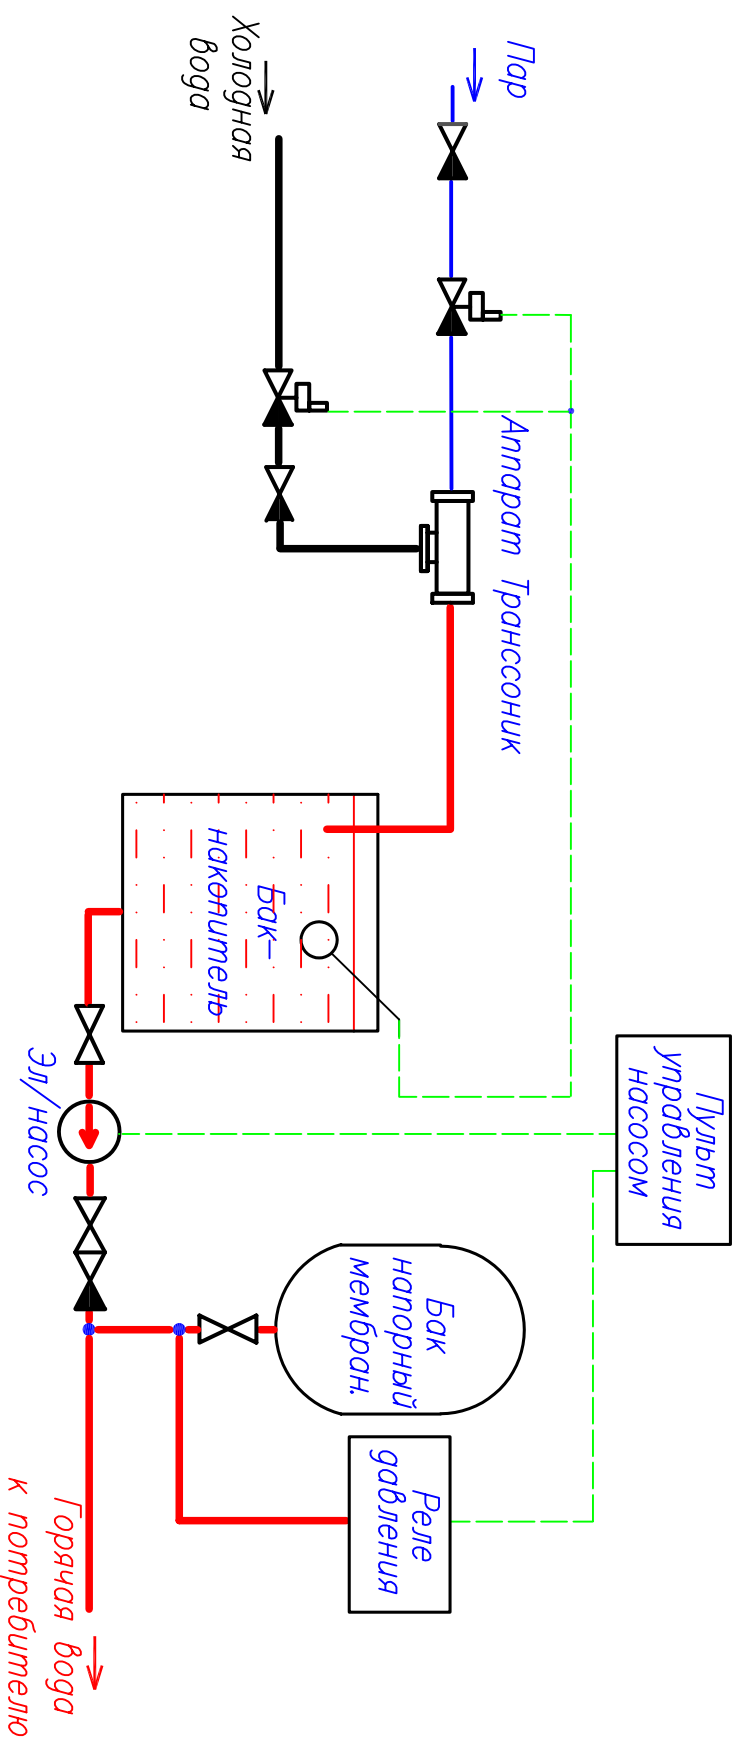 Пар
Холодная
вода
Аппарат Транссоник
Бак-
накопитель
Эл/насос
Пульт
управления
насосом
Бак
напорный
мембран.
Реле
давления
Горячая вода
к потребителю